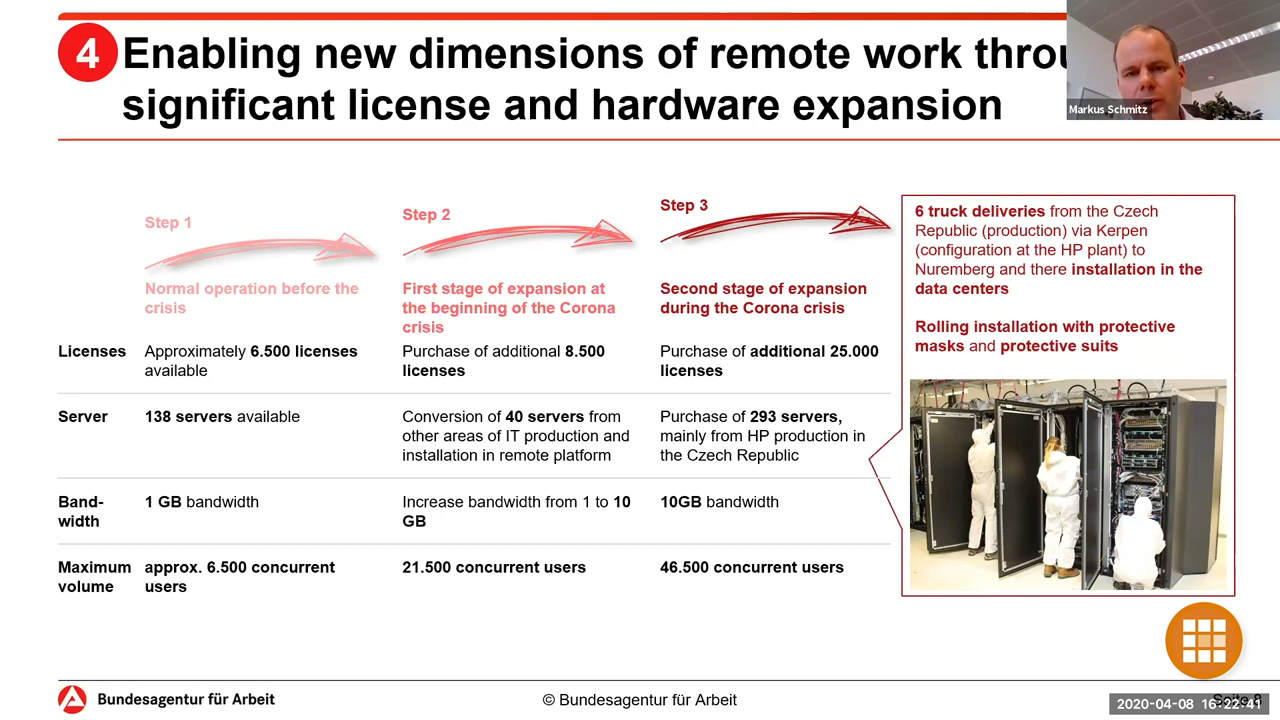 4 Enabling new dimensions of remote work
significant license and hardware expansion
Markus Schmitz
Step 1
Normal operation before the
crisis
Step 2
First stage of expansion at
the beginning of the Corona
crisis
Step 3
Second stage of expansion
during the Corona crisis
Licenses
Approximately 6.500 licenses
available
Purchase of additional 8.500
licenses
Purchase of additional 25.000
licenses
Server
138 servers available
Conversion of 40 servers from
other areas of IT production and
installation in remote platform
Purchase of 293 servers,
mainly from HP production in
the Czech Republic
Band-
width
1 GB bandwidth
Increase bandwidth from 1 to 10
GB
10GB bandwidth
Maximum
volume
approx. 6.500 concurrent
users
21.500 concurrent users
46.500 concurrent users
6 truck deliveries from the Czech
Republic (production) via Kerpen
(configuration at the HP plant) to
Nuremberg and there installation in the
data centers
Rolling installation with protective
masks and protective suits
Bundesagentur für Arbeit
© Bundesagentur für Arbeit
Seite 8
2020-04-08 16:22:41